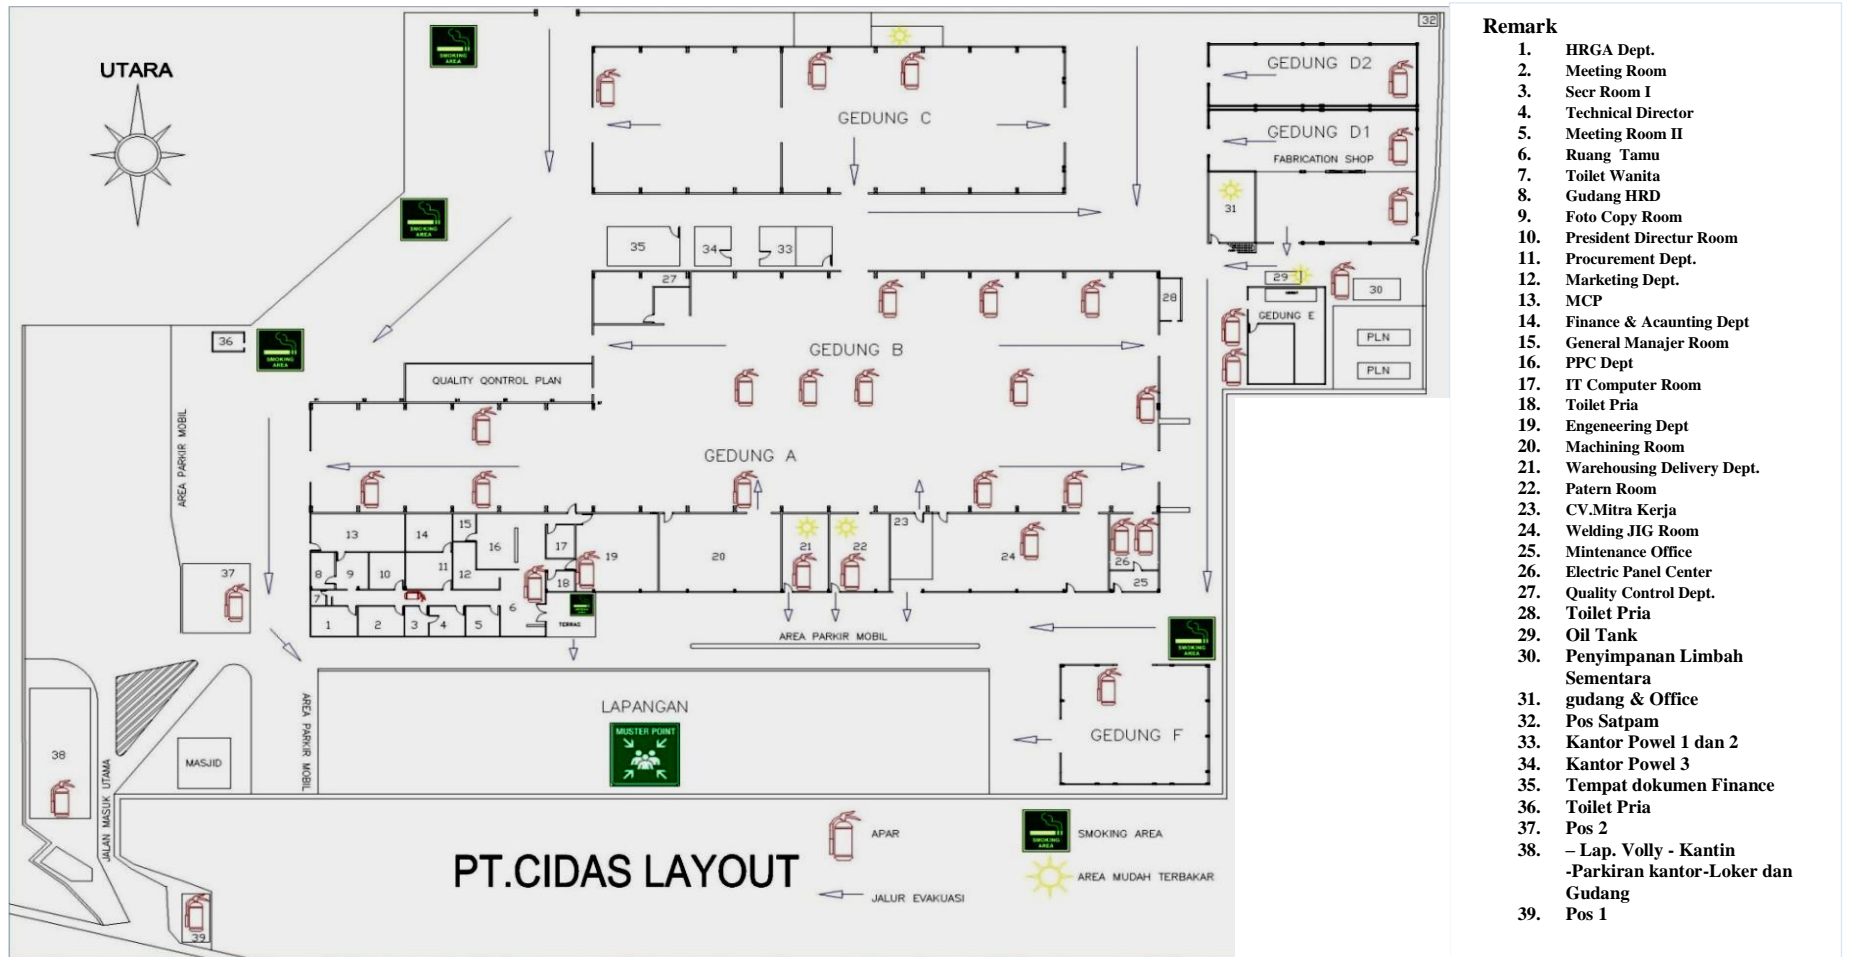 UTARA
SMOKING
AREA
32
GEDUNG D2
GEDUNG C
GEDUNG D1
FABRICATION SHOP
31
SMOKING
AREA
35
34
33
27
28
29
30
GEDUNG E
PLN
PLN
36
SMOKING
AREA
GEDUNG B
QUALITY QONTROL PLAN
AREA PARKIR MOBIL
GEDUNG A
13
14
15
16
17
19
20
21
22
23
24
26
25
8
9
10
11
12
18
7
6
1
2
3
4
5
TERRAS
37
AREA PARKIR MOBIL
SMOKING
AREA
AREA PARKIR MOBIL
LAPANGAN
MUSTER POINT
GEDUNG F
38
MASJID
JALAN MASUK UTAMA
39
PT.CIDAS LAYOUT
APAR
JALUR EVAKUASI
SMOKING
AREA
SMOKING AREA
AREA MUDAH TERBAKAR
Remark
1. HRGA Dept.
2. Meeting Room
3. Secr Room I
4. Technical Director
5. Meeting Room II
6. Ruang Tamu
7. Toilet Wanita
8. Gudang HRD
9. Foto Copy Room
10. President Directur Room
11. Procurement Dept.
12. Marketing Dept.
13. MCP
14. Finance & Acaunting Dept
15. General Manajer Room
16. PPC Dept
17. IT Computer Room
18. Toilet Pria
19. Engeneering Dept
20. Machining Room
21. Warehousing Delivery Dept.
22. Patern Room
23. CV.Mitra Kerja
24. Welding JIG Room
25. Mintenance Office
26. Electric Panel Center
27. Quality Control Dept.
28. Toilet Pria
29. Oil Tank
30. Penyimpanan Limbah
Sementara
31. gudang & Office
32. Pos Satpam
33. Kantor Powel 1 dan 2
34. Kantor Powel 3
35. Tempat dokumen Finance
36. Toilet Pria
37. Pos 2
38. – Lap. Volly - Kantin
-Parkiran kantor-Loker dan
Gudang
39. Pos 1